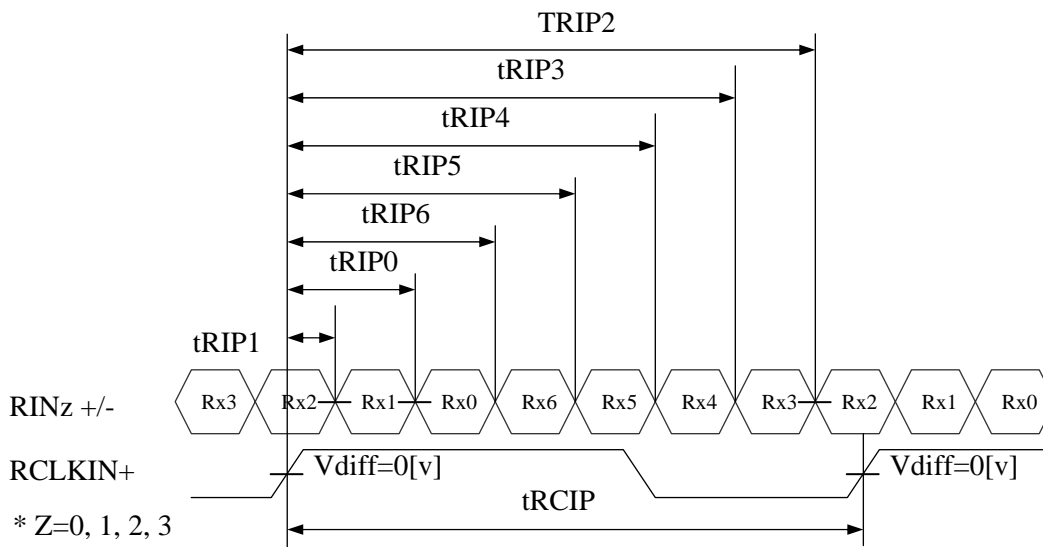 TRIP2
tRIP3
tRIP4
tRIP5
tRIP6
tRIP0
tRIP1
RINz +/- Rx3 Rx2 Rx1 Rx0 Rx6 Rx5 Rx4 Rx3 Rx2 Rx1 Rx0
RCLKIN+ Vdiff=0[v] Vdiff=0[v]
tRCIP
* Z=0, 1, 2, 3